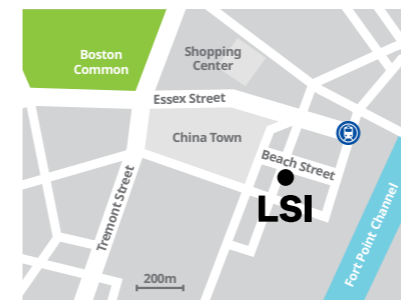 Boston
Common
Shopping
Center
Essex Street
China Town
Beach Street
LSI
Tremont Street
Fort Point Channel
200m